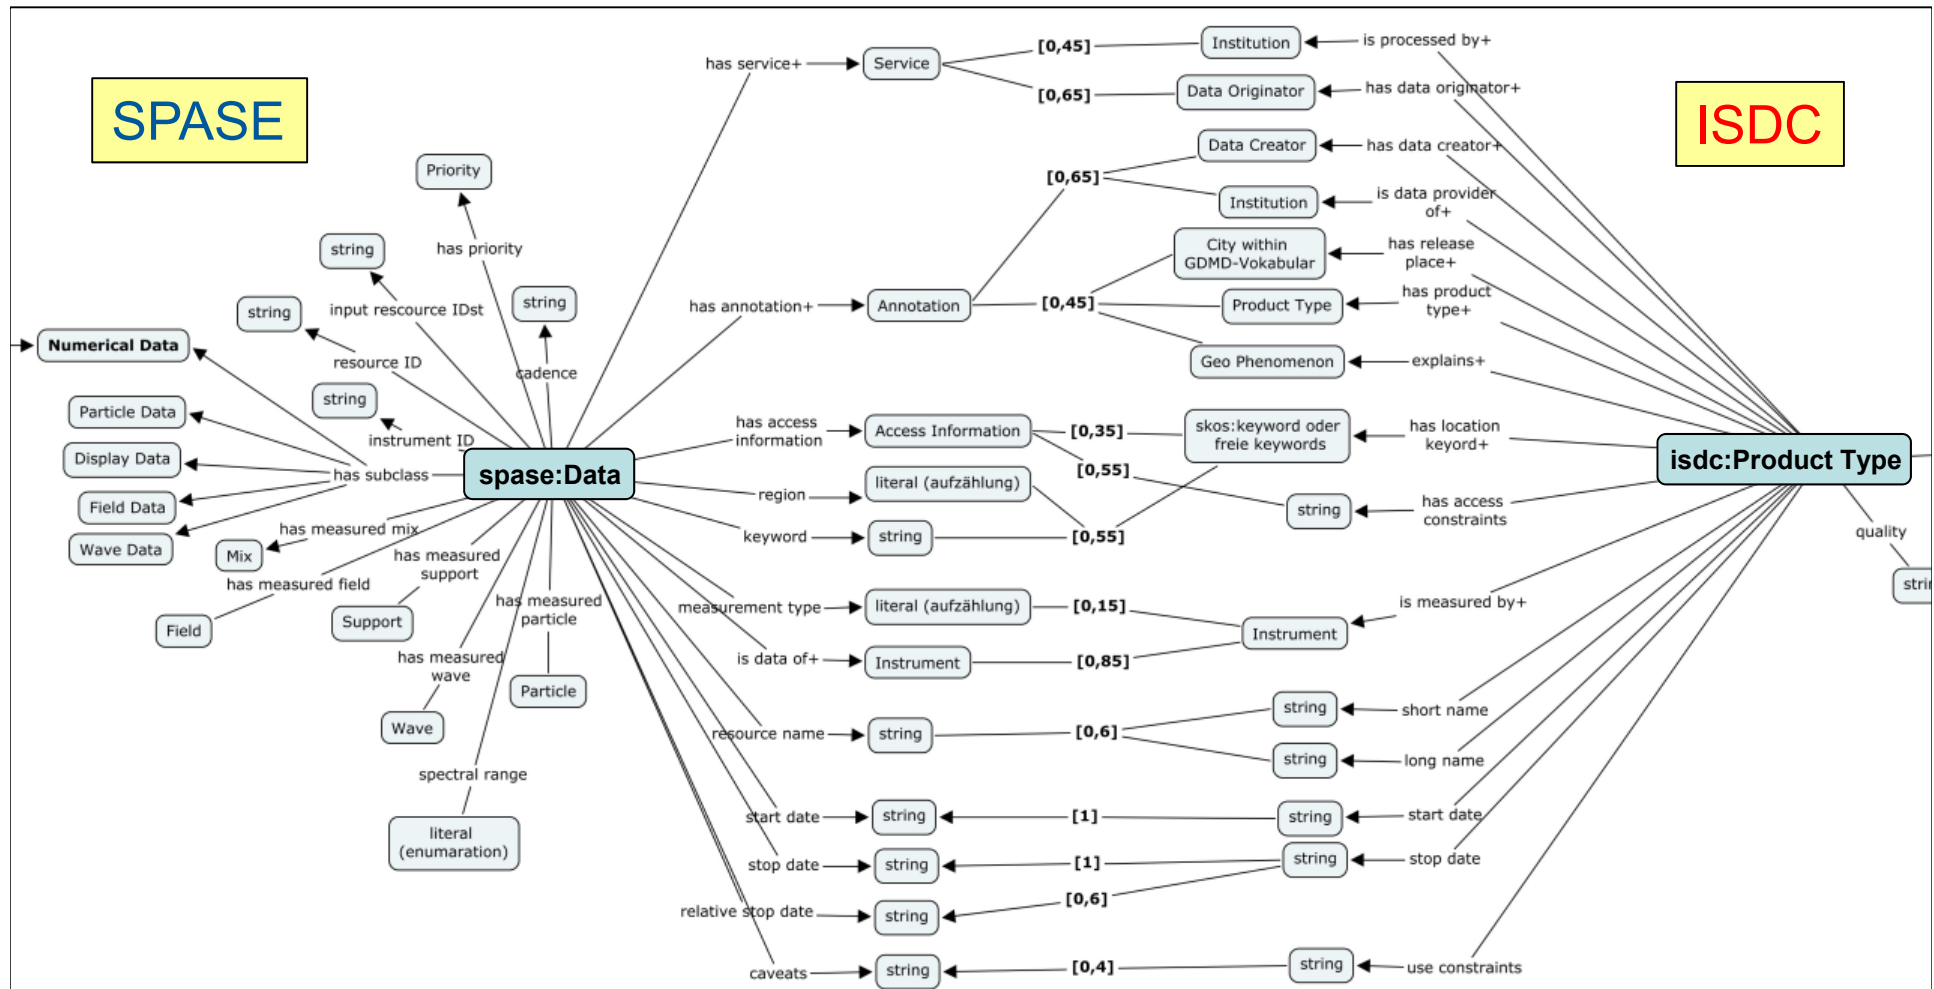 SPASE
ISDC
has service+
Service
[0,45]
Institution
is processed by+
[0,65]
Data Originator
has data originator+
Data Creator
has data creator+
[0,65]
Institution
is data provider
of+
City within
GDMD-Vokabular
has release
place+
has annotation+
Annotation
[0,45]
Product Type
has product
type+
Geo Phenomenon
explains+
Priority
has priority
string
input rescource IDst
string
resource ID
string
cadence
string
instrument ID
Numerical Data
Particle Data
Display Data
Field Data
Wave Data
has subclass
spase:Data
isdc:Product Type
has access
information
Access Information
[0,35]
skos:keyword oder
freie keywords
has location
keyord+
[0,55]
string
has access
constraints
region
literal (aufzählung)
keyword
string
[0,55]
quality
has measured mix
Mix
has measured field
Field
has measured
support
Support
has measured
wave
Wave
has measured
particle
Particle
spectral range
literal
(enumaration)
measurement type
literal (aufzählung)
[0,15]
is measured by+
Instrument
is data of+
Instrument
[0,85]
resource name
string
[0,6]
string
short name
string
long name
start date
string
[1]
string
start date
stop date
string
[1]
string
stop date
relative stop date
string
[0,6]
caveats
string
[0,4]
string
use constraints